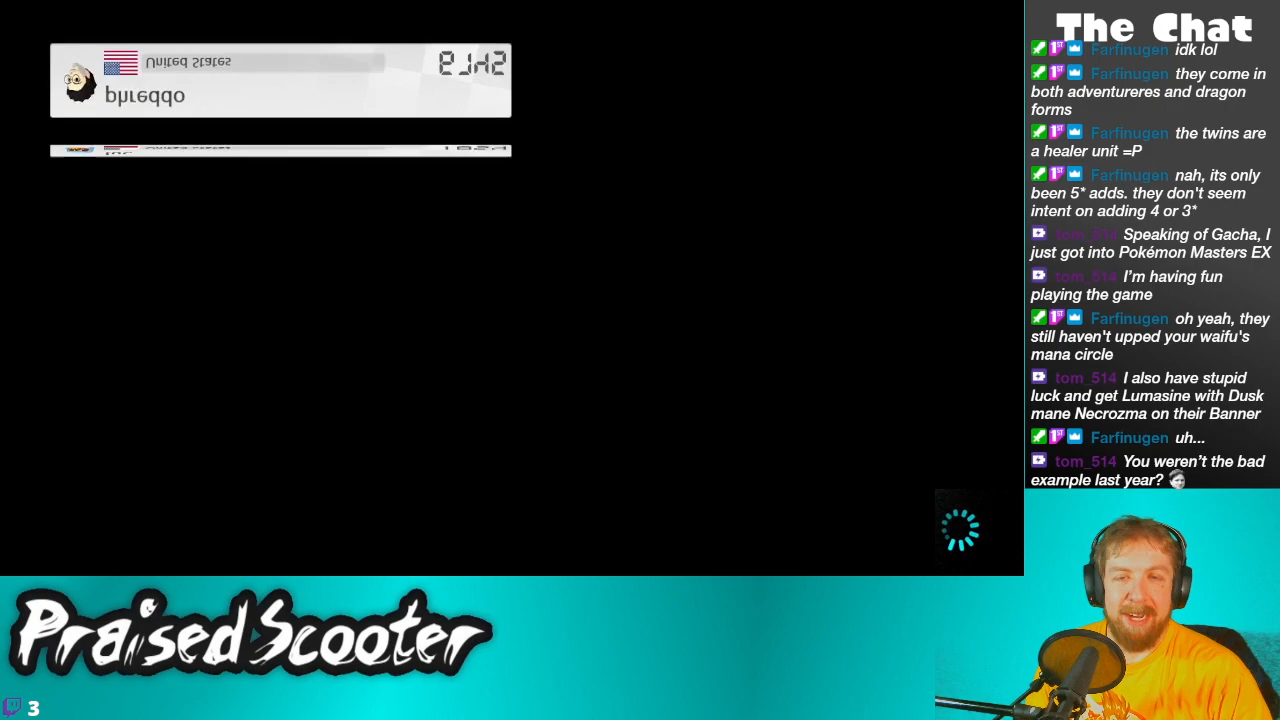 United States
phreddo
The Chat
Farfinugen idk lol
Farfinugen they come in
both adventureres and dragon
forms
Farfinugen the twins are
a healer unit =P
Farfinugen nah, its only
been 5* adds. they don't seem
intent on adding 4 or 3*
tom_514 Speaking of Gacha, I
just got into Pokémon Masters EX
tom_514 I'm having fun
playing the game
Farfinugen oh yeah, they
still haven't upped your waifu's
mana circle
tom_514 I also have stupid
luck and get Lumasine with Dusk
mane Necrozma on their Banner
Farfinugen uh...
tom_514 You weren't the bad
example last year?
PraisedScooter
3